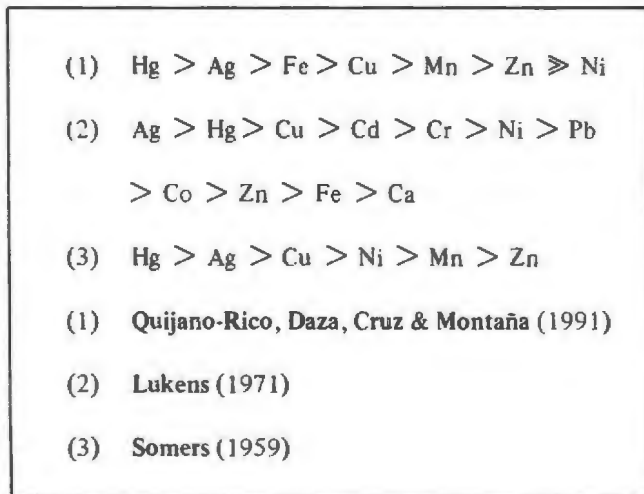 (1) Hg > Ag > Fe > Cu > Mn > Zn ⪢ Ni
(2) Ag > Hg > Cu > Cd > Cr > Ni > Pb
> Co > Zn > Fe > Ca
(3) Hg > Ag > Cu > Ni > Mn > Zn
(1) Quijano-Rico, Daza, Cruz & Montaña (1991)
(2) Lukens (1971)
(3) Somers (1959)